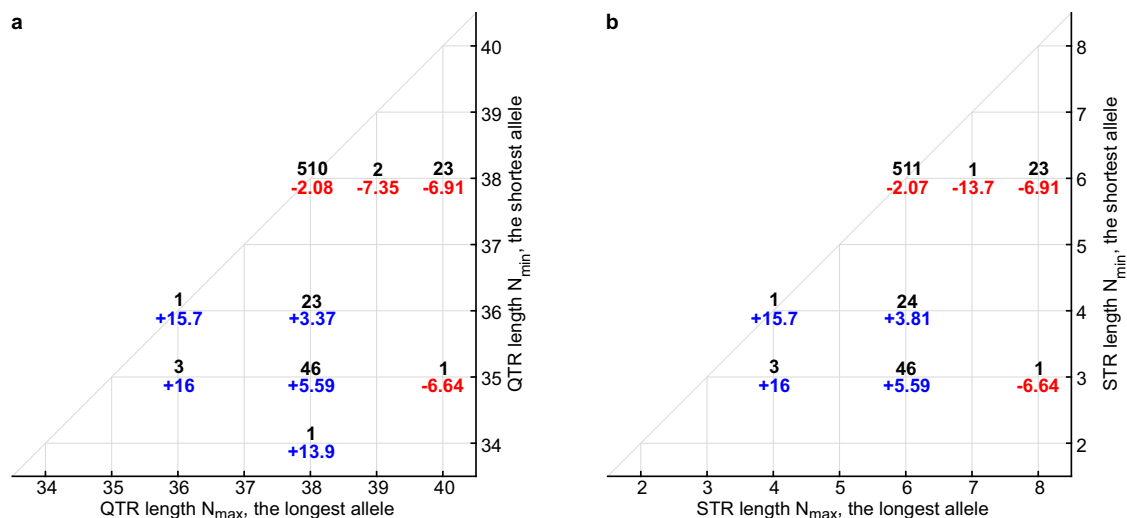 a
40
39
510 2 23
38
-2.08 -7.35 -6.91
37
1 23
36
+15.7 +3.37
3 46 1
35
+16 +5.59 -6.64
1
34
+13.9
QTR length Nmin, the shortest allele
34 35 36 37 38 39 40
QTR length Nmax, the longest allele
b
8
7
511 1 23
6
-2.07 -13.7 -6.91
5
1 24
4
+15.7 +3.81
3 46 1
3
+16 +5.59 -6.64
2
STR length Nmin, the shortest allele
2 3 4 5 6 7 8
STR length Nmax, the longest allele